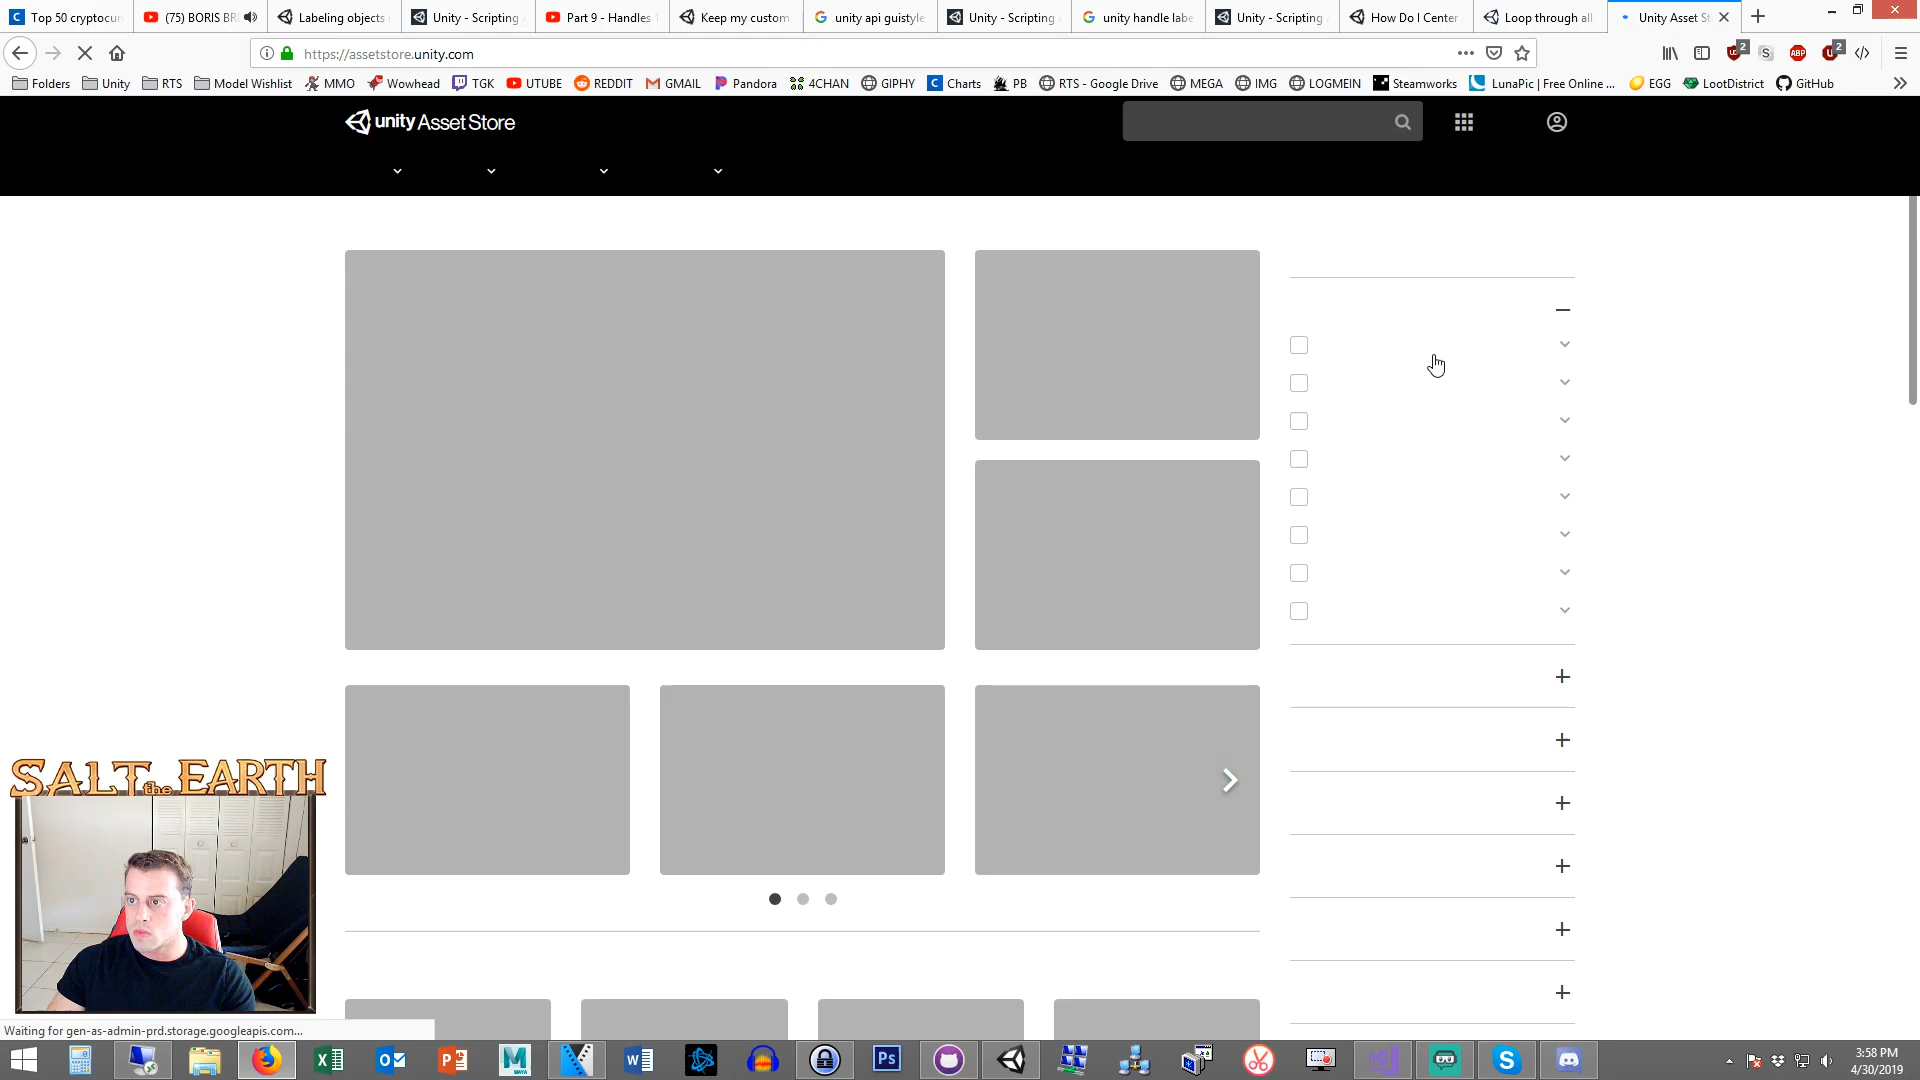 Top 50 cryptocun
(75) BORIS BR
Labeling objects
Unity - Scripting
Part 9 - Handles
Keep my custom
unity api guistyle
Unity - Scripting
unity handle labe
Unity - Scripting
How Do I Center
Loop through all
Unity Asset St
https://assetstore.unity.com
2
2
Folders
Unity
RTS
Model Wishlist
MMO
Wowhead
TGK
UTUBE
REDDIT
GMAIL
Pandora
4CHAN
GIPHY
Charts
PB
RTS - Google Drive
MEGA
IMG
LOGMEIN
Steamworks
LunaPic | Free Online ...
EGG
LootDistrict
GitHub
unity Asset Store
SALT the EARTH
Waiting for gen-as-admin-prd.storage.googleapis.com...
3:58 PM
4/30/2019